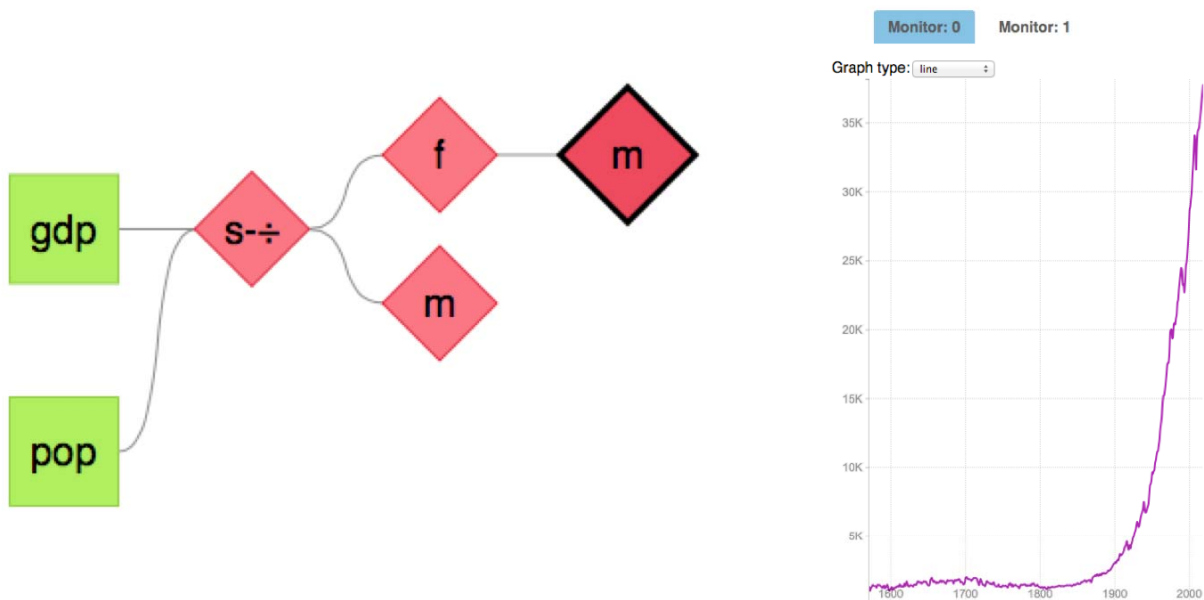 gdp
pop
s-÷
f
m
m
Monitor: 0 Monitor: 1
Graph type: line
35K
30K
25K
20K
15K
10K
5K
1600 1700 1800 1900 2000